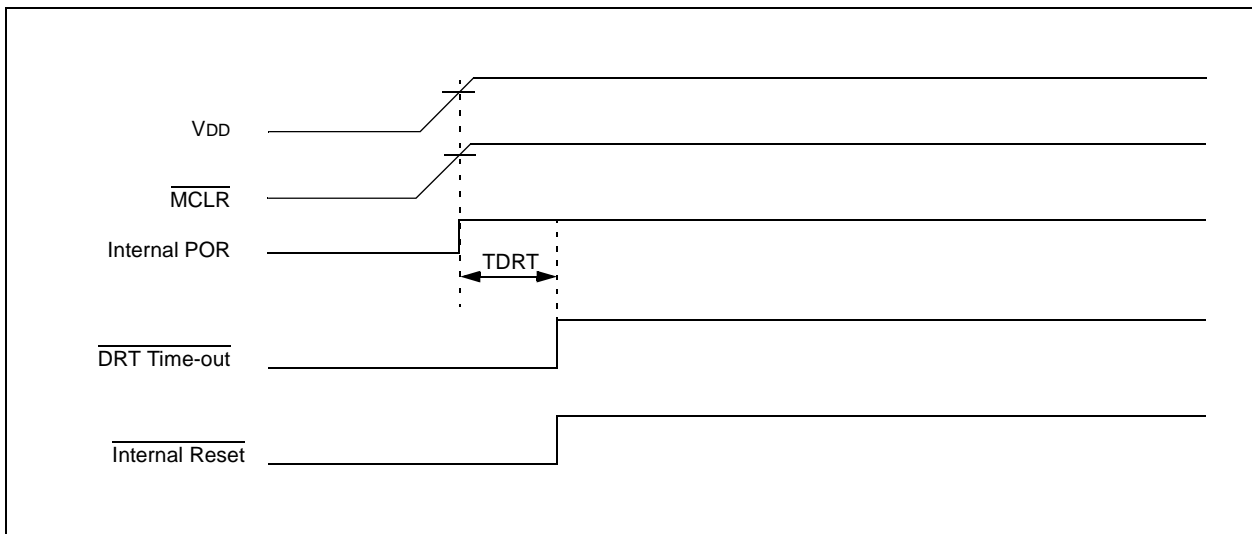 VDD
MCLR
Internal POR
TDRT
DRT Time-out
Internal Reset